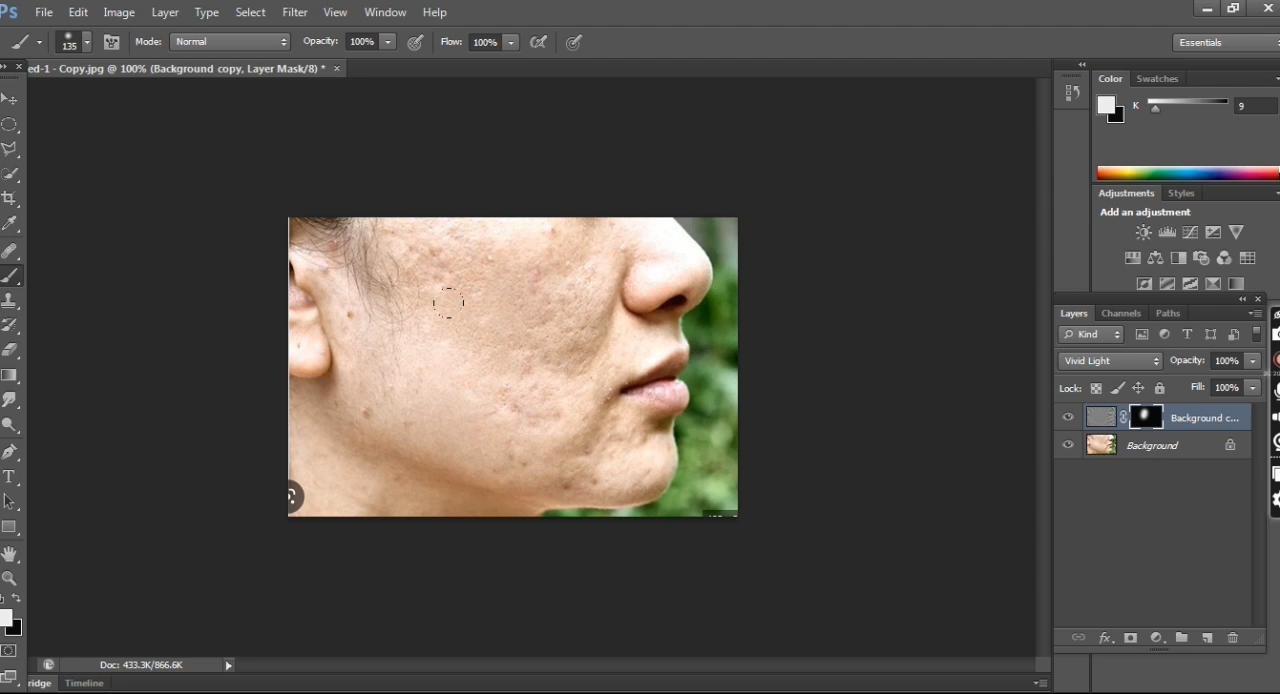 Ps File Edit Image Layer Type Select Filter View Window Help
135 Mode: Normal Opacity: 100% Flow: 100% Essentials
ed-1 - Copy.jpg @ 100% (Background copy, Layer Mask/8) * ×
Color Swatches
K 9
Adjustments Styles
Add an adjustment
Layers Channels Paths
Kind
Vivid Light Opacity: 100%
Lock: Fill: 100%
Background c...
Background
Doc: 433.3K/866.6K
ridge Timeline